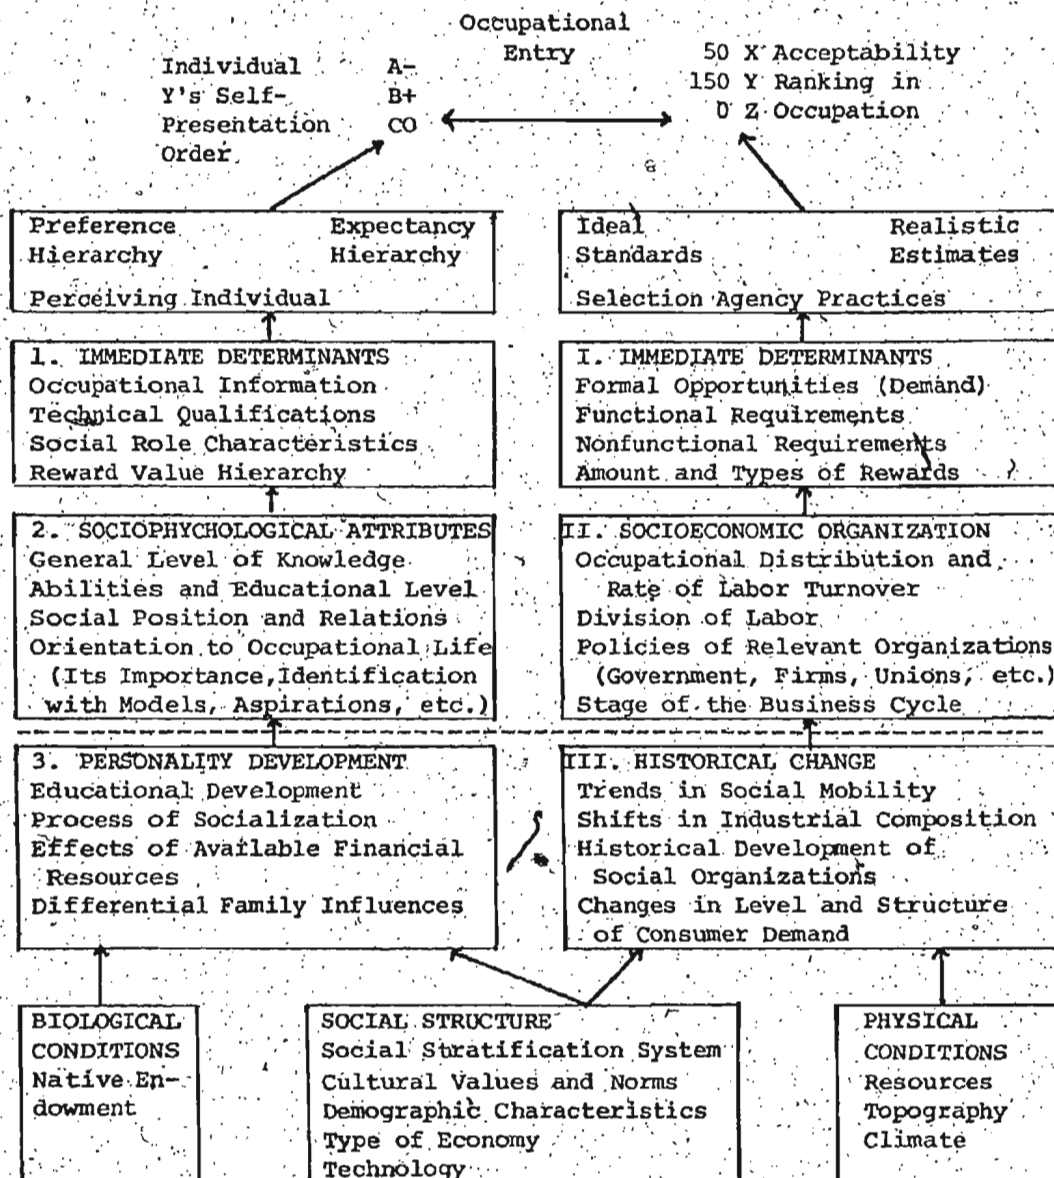 Occupational
Entry
Individual A-
Y's Self- B+
Presentation CO
Order
50 X Acceptability
150 Y Ranking in
0 Z Occupation
Preference Expectancy
Hierarchy Hierarchy
Perceiving Individual
Ideal Realistic
Standards Estimates
Selection Agency Practices
1. IMMEDIATE DETERMINANTS
Occupational Information
Technical Qualifications
Social Role Characteristics
Reward Value Hierarchy
I. IMMEDIATE DETERMINANTS
Formal Opportunities (Demand)
Functional Requirements
Nonfunctional Requirements
Amount and Types of Rewards
2. SOCIOPHYCHOLOGICAL ATTRIBUTES
General Level of Knowledge
Abilities and Educational Level
Social Position and Relations
Orientation to Occupational Life
(Its Importance, Identification
with Models, Aspirations, etc.)
II. SOCIOECONOMIC ORGANIZATION
Occupational Distribution and
Rate of Labor Turnover
Division of Labor
Policies of Relevant Organizations
(Government, Firms, Unions, etc.)
Stage of the Business Cycle
3. PERSONALITY DEVELOPMENT
Educational Development
Process of Socialization
Effects of Available Financial
Resources
Differential Family Influences
III. HISTORICAL CHANGE
Trends in Social Mobility
Shifts in Industrial Composition
Historical Development of
Social Organizations
Changes in Level and Structure
of Consumer Demand
BIOLOGICAL
CONDITIONS
Native En-
dowment
SOCIAL STRUCTURE
Social Stratification System
Cultural Values and Norms
Demographic Characteristics
Type of Economy
Technology
PHYSICAL
CONDITIONS
Resources
Topography
Climate